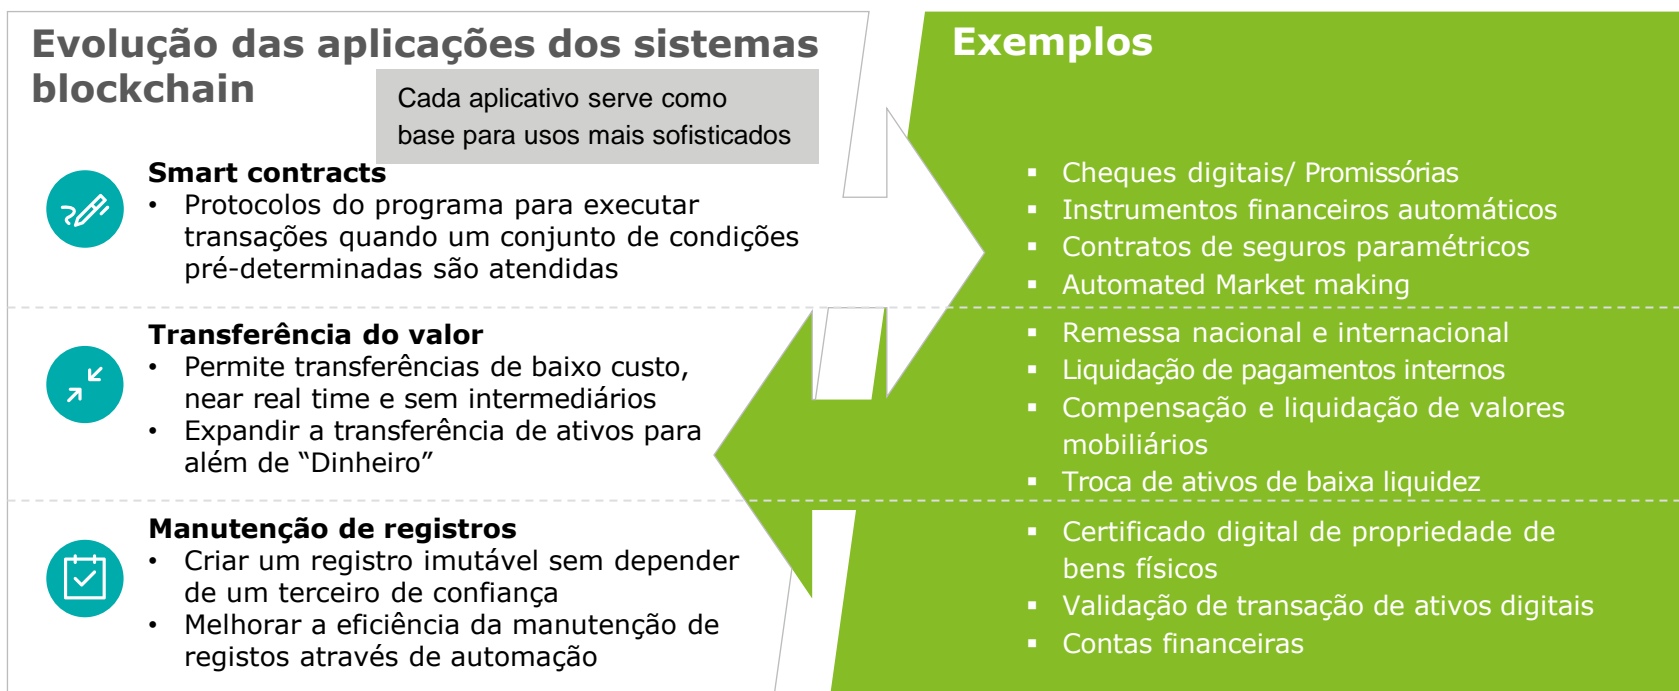 Evolução das aplicações dos sistemas
blockchain
Cada aplicativo serve como
base para usos mais sofisticados
Smart contracts
• Protocolos do programa para executar
transações quando um conjunto de condições
pré-determinadas são atendidas
Transferência do valor
• Permite transferências de baixo custo,
near real time e sem intermediários
• Expandir a transferência de ativos para
além de “Dinheiro”
Manutenção de registros
• Criar um registro imutável sem depender
de um terceiro de confiança
• Melhorar a eficiência da manutenção de
registos através de automação
Exemplos
▪ Cheques digitais/ Promissórias
▪ Instrumentos financeiros automáticos
▪ Contratos de seguros paramétricos
▪ Automated Market making
▪ Remessa nacional e internacional
▪ Liquidação de pagamentos internos
▪ Compensação e liquidação de valores
mobiliários
▪ Troca de ativos de baixa liquidez
▪ Certificado digital de propriedade de
bens físicos
▪ Validação de transação de ativos digitais
▪ Contas financeiras